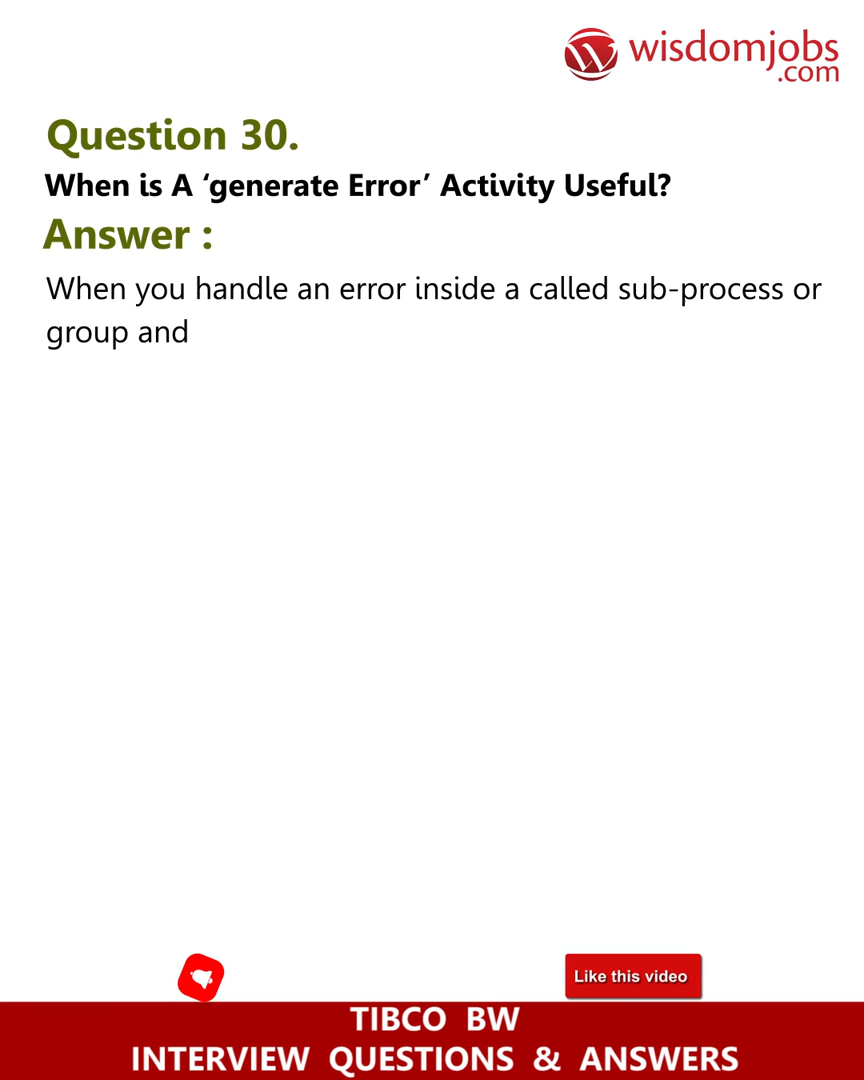 wisdomjobs
.com
Question 30.
When is A ‘generate Error’ Activity Useful?
Answer :
When you handle an error inside a called sub-process or
group and
Like this video
TIBCO BW
INTERVIEW QUESTIONS & ANSWERS